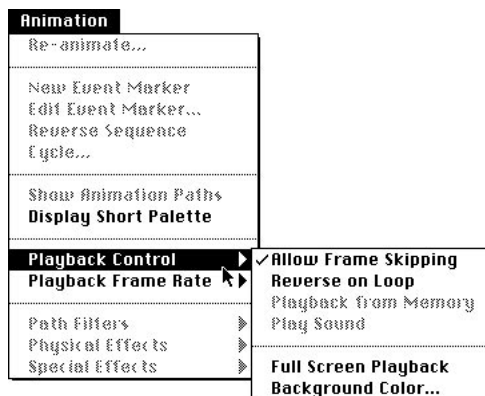 Animation
Re-animate...
New Event Marker
Edit Event Marker...
Reverse Sequence
Cycle...
Show Animation Paths
Display Short Palette
Playback Control
Playback Frame Rate
Path Filters
Physical Effects
Special Effects
✓Allow Frame Skipping
Reverse on Loop
Playback from Memory
Play Sound
Full Screen Playback
Background Color...